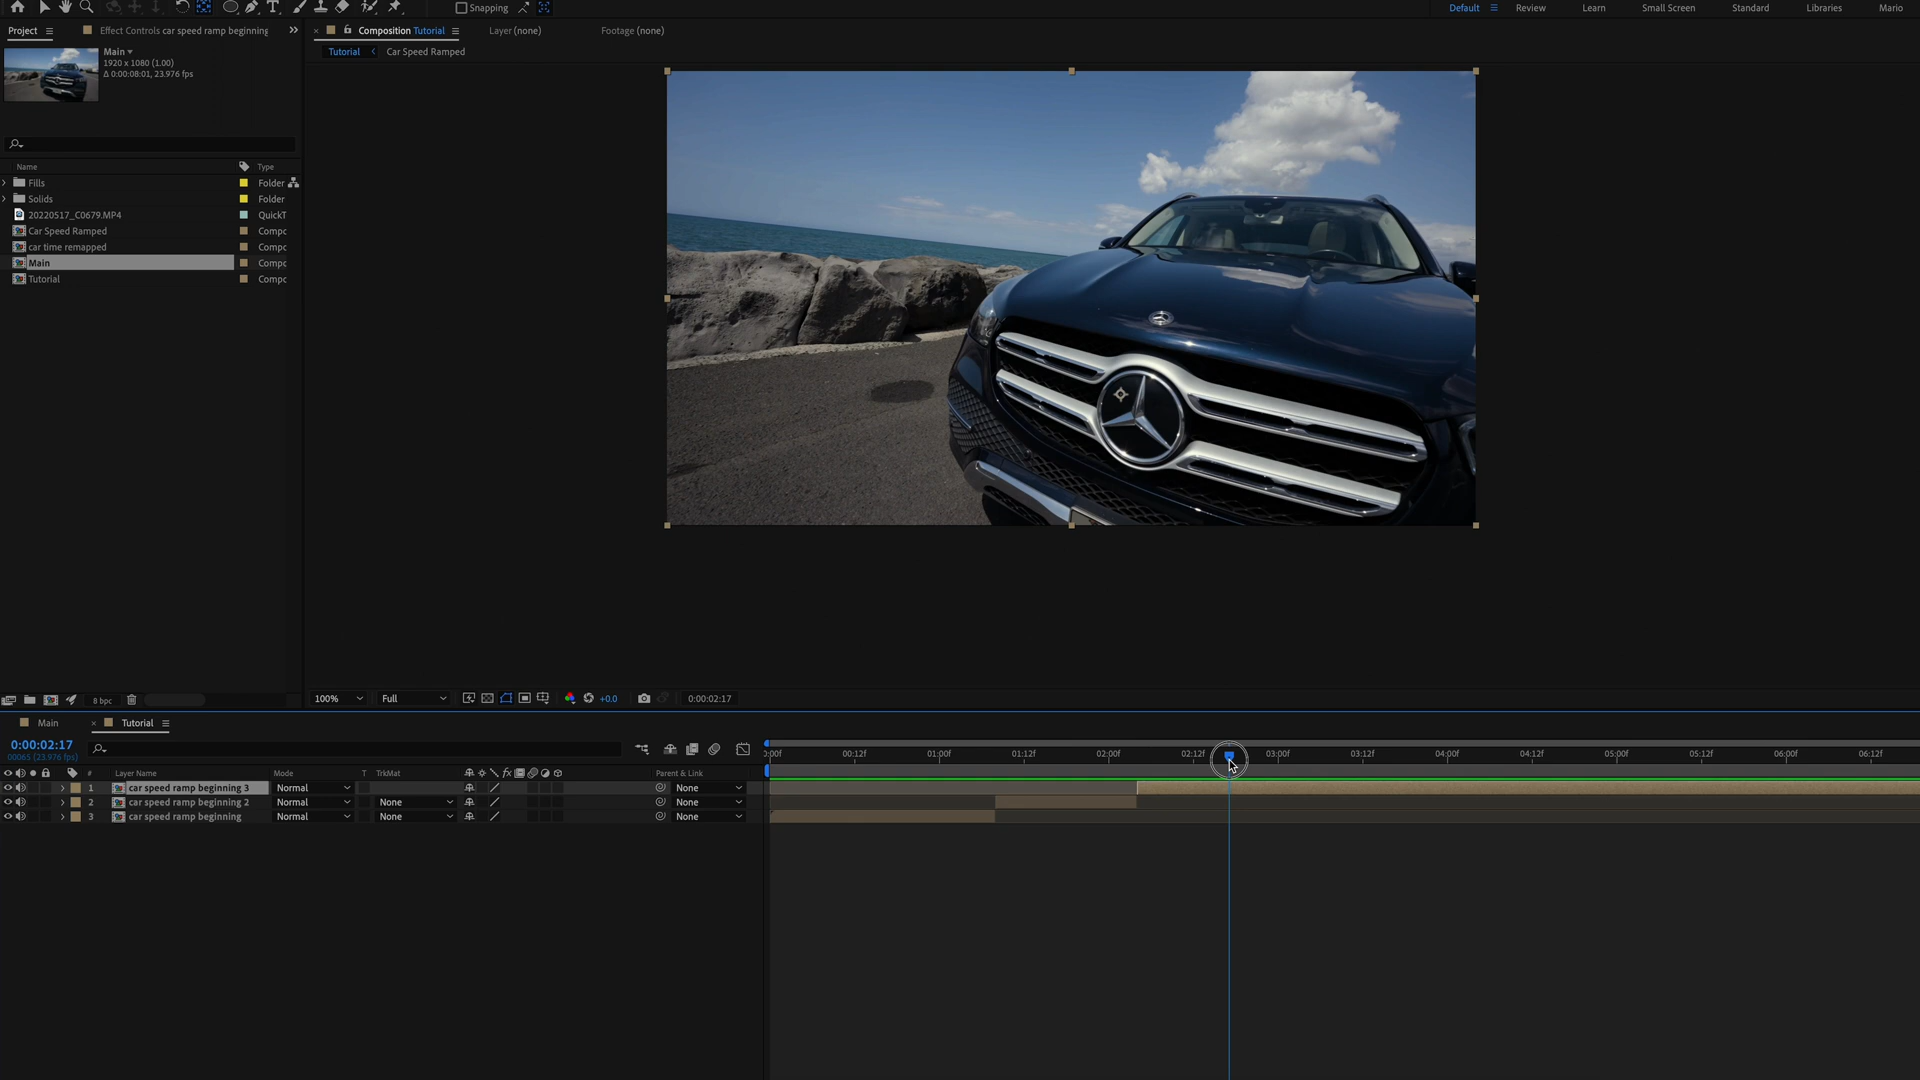 Snapping
Default
Review
Learn
Small Screen
Standard
Libraries
Mario
Project
Effect Controls car speed ramp beginning
Composition Tutorial
Layer (none)
Footage (none)
Main
1920 x 1080 (1.00)
Δ 0:00:08:01, 23.976 fps
Tutorial
Car Speed Ramped
Name
Type
Fills
Folder
Solids
Folder
20220517_C0679.MP4
QuickT
Car Speed Ramped
Compc
car time remapped
Compc
Main
Compc
Tutorial
Compc
8 bpc
100%
Full
+0.0
0:00:02:17
Main
Tutorial
0:00:02:17
00065 (23.976 fps)
:00f
00:12f
01:00f
01:12f
02:00f
02:12f
03:00f
03:12f
04:00f
04:12f
05:00f
05:12f
06:00f
06:12f
#
Layer Name
Mode
T
TrkMat
fx
Parent & Link
1
car speed ramp beginning 3
Normal
None
2
car speed ramp beginning 2
Normal
None
None
3
car speed ramp beginning
Normal
None
None